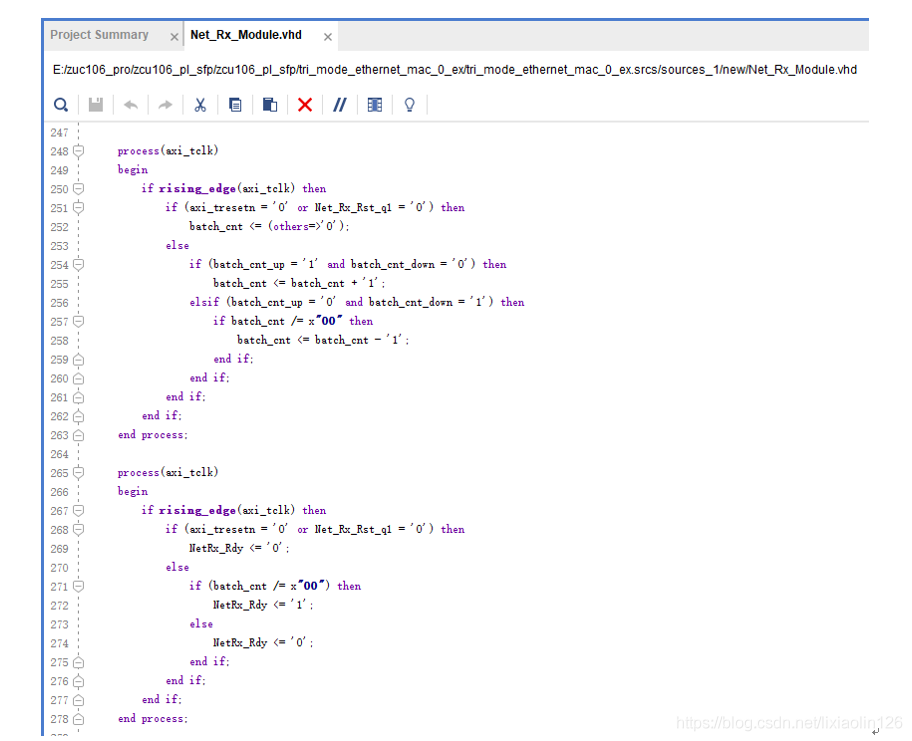 Project Summary × Net_Rx_Module.vhd ×
E:/zuc106_pro/zcu106_pl_sfp/zcu106_pl_sfp/tri_mode_ethernet_mac_0_ex/tri_mode_ethernet_mac_0_ex.srcs/sources_1/new/Net_Rx_Module.vhd
247
248 process(axi_tclk)
249 begin
250 if rising_edge(axi_tclk) then
251 if (axi_tresetn = '0' or Net_Rx_Rst_q1 = '0') then
252 batch_cnt <= (others=>'0');
253 else
254 if (batch_cnt_up = '1' and batch_cnt_down = '0') then
255 batch_cnt <= batch_cnt + '1';
256 elsif (batch_cnt_up = '0' and batch_cnt_down = '1') then
257 if batch_cnt /= x"00" then
258 batch_cnt <= batch_cnt - '1';
259 end if;
260 end if;
261 end if;
262 end if;
263 end process;
264
265 process(axi_tclk)
266 begin
267 if rising_edge(axi_tclk) then
268 if (axi_tresetn = '0' or Net_Rx_Rst_q1 = '0') then
269 NetRx_Rdy <= '0';
270 else
271 if (batch_cnt /= x"00") then
272 NetRx_Rdy <= '1';
273 else
274 NetRx_Rdy <= '0';
275 end if;
276 end if;
277 end if;
278 end process;
https://blog.csdn.net/lixiaolin126